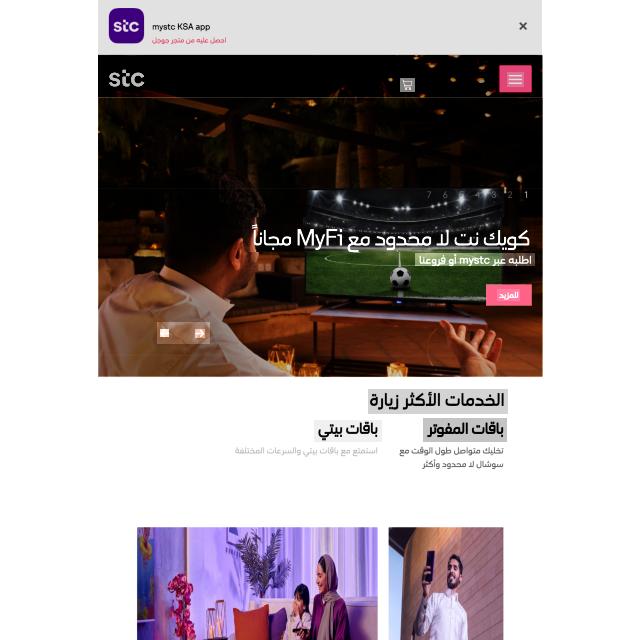 stc
mystc KSA app
احصل عليه من متجر جوجل
stc
1 2 3 4 5 6 7
كويك نت لا محدود مع MyFi مجاناً
اطلبه عبر mystc أو فروعنا
للمزيد
الخدمات الأكثر زيارة
باقات المفوتر
تخليك متواصل طول الوقت مع
سوشال لا محدود وأكثر
باقات بيتي
استمتع مع باقات بيتي والسرعات المختلفة